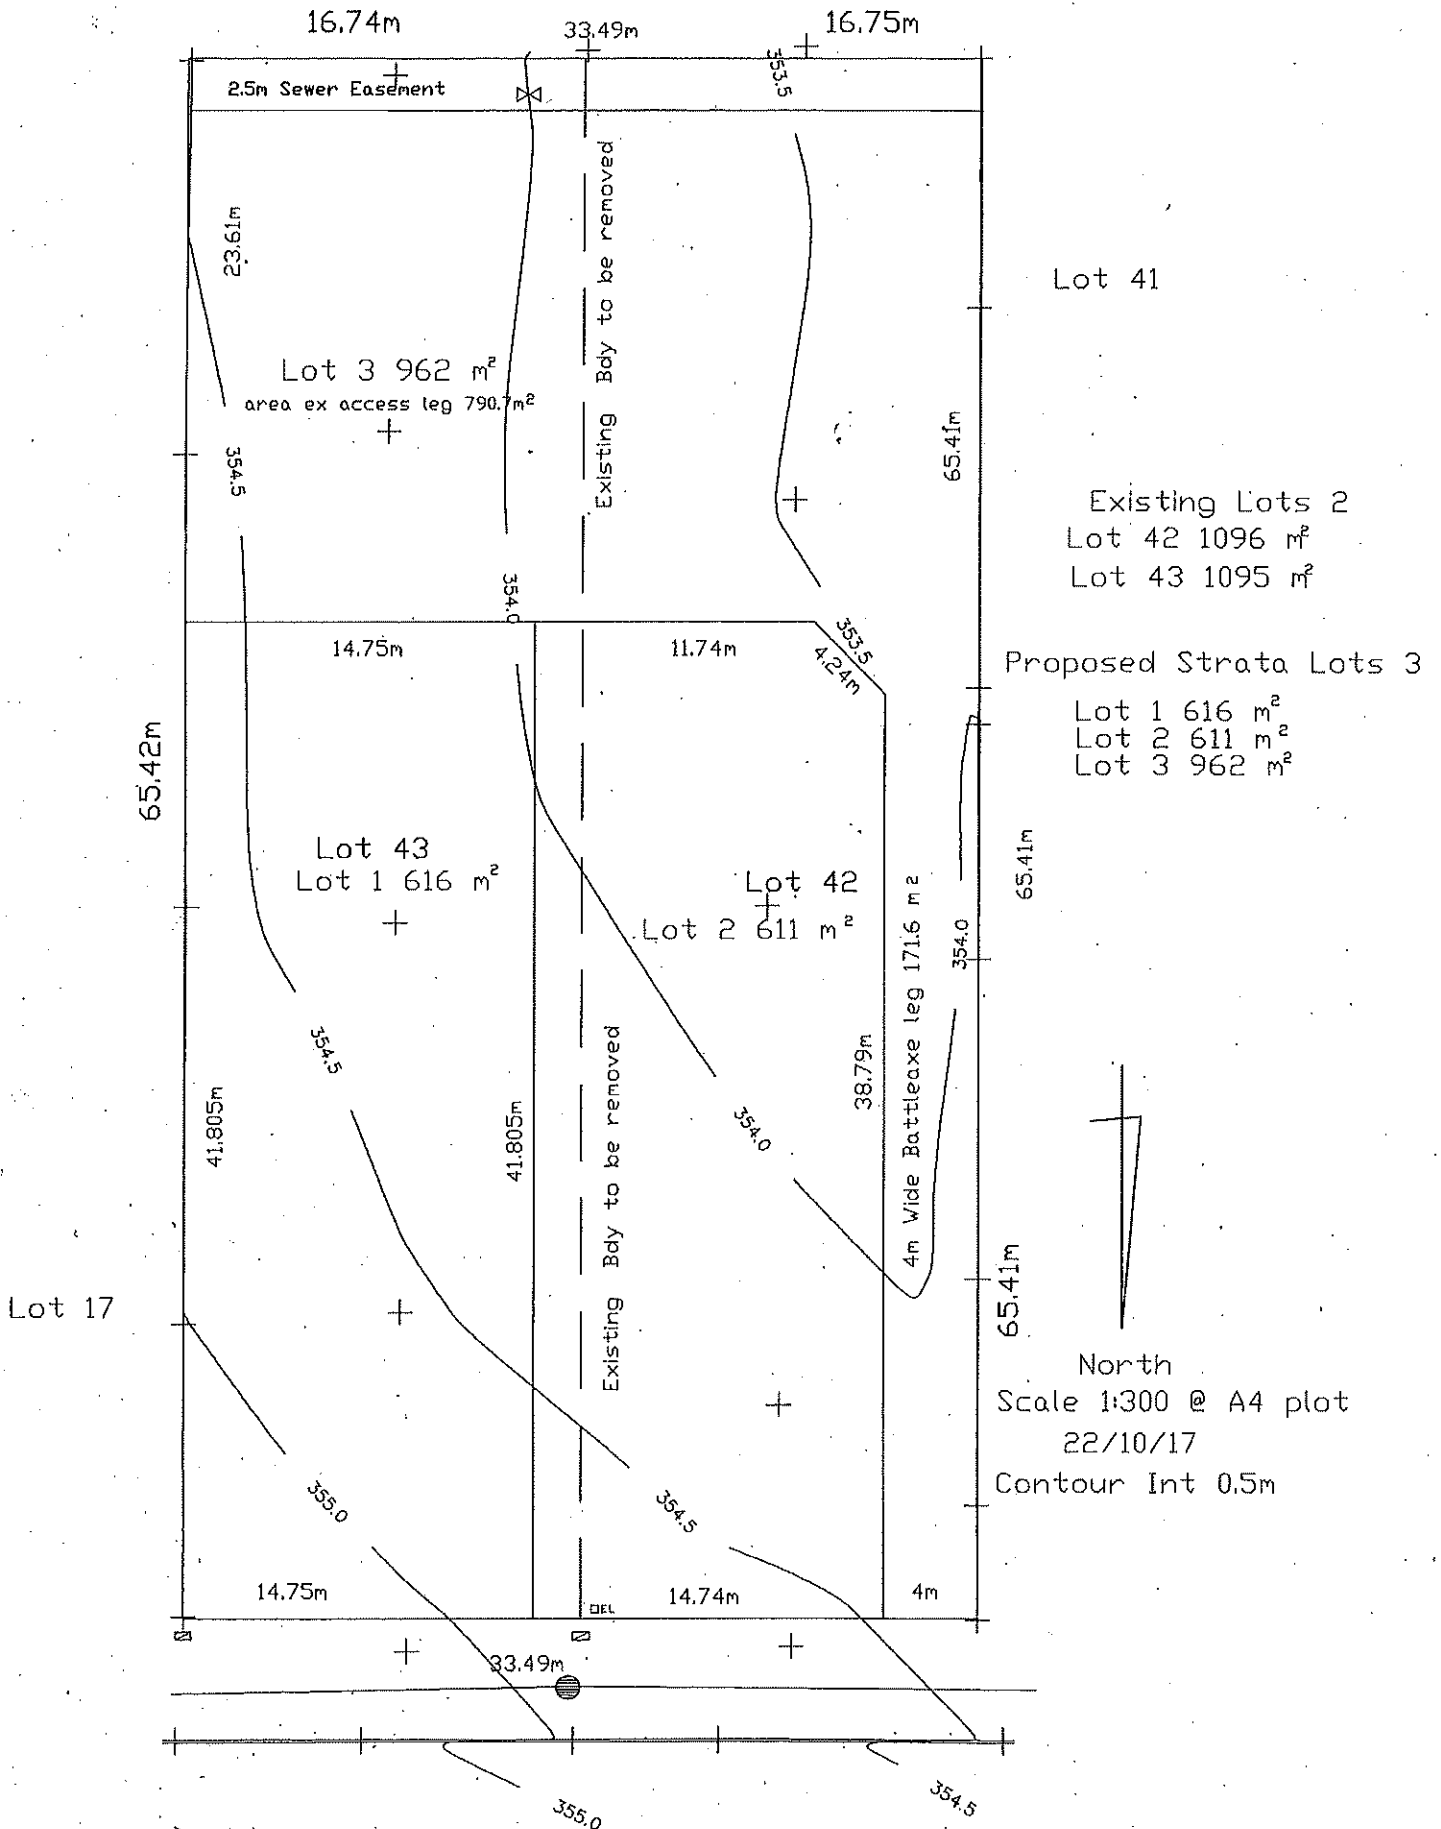 16.74m
33.49m
16.75m
2.5m Sewer Easement
353.5
23.61m
Existing Bdy to be removed
Lot 41
Lot 3 962 m²
area ex access leg 790.7m²
354.5
65.41m
Existing Lots 2
Lot 42 1096 m²
Lot 43 1095 m²
354.0
14.75m
11.74m
353.5
4.24m
Proposed Strata Lots 3
Lot 1 616 m²
Lot 2 611 m²
Lot 3 962 m²
65.42m
Lot 43
Lot 1 616 m²
Lot 42
Lot 2 611 m²
4m Wide Battleaxe leg 171.6 m²
65.41m
354.0
354.5
41.805m
41.805m
Existing Bdy to be removed
354.0
38.79m
Lot 17
65.41m
North
Scale 1:300 @ A4 plot
22/10/17
Contour Int 0.5m
355.0
354.5
14.75m
14.74m
4m
EL
33.49m
355.0
354.5